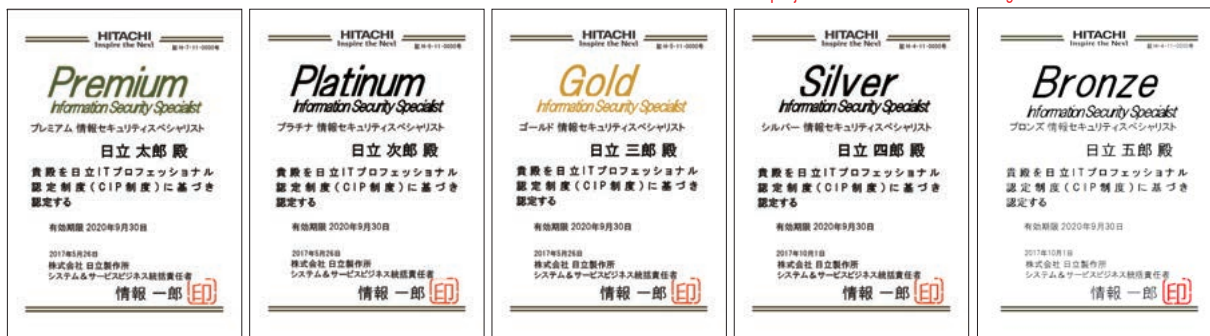 HITACHI
Inspire the Next
Premium
Information Security Specialist
プレミアム 情報セキュリティスペシャリスト
日立 太郎 殿
貴殿を日立ITプロフェッショナル
認定制度(CIP制度)に基づき
認定する
有効期限 2020年9月30日
2017年5月26日
株式会社 日立製作所
システム&サービスビジネス統括責任者
情報 一郎 印
HITACHI
Inspire the Next
Platinum
Information Security Specialist
プラチナ 情報セキュリティスペシャリスト
日立 次郎 殿
貴殿を日立ITプロフェッショナル
認定制度(CIP制度)に基づき
認定する
有効期限 2020年9月30日
2017年5月26日
株式会社 日立製作所
システム&サービスビジネス統括責任者
情報 一郎 印
HITACHI
Inspire the Next
Gold
Information Security Specialist
ゴールド 情報セキュリティスペシャリスト
日立 三郎 殿
貴殿を日立ITプロフェッショナル
認定制度(CIP制度)に基づき
認定する
有効期限 2020年9月30日
2017年5月26日
株式会社 日立製作所
システム&サービスビジネス統括責任者
情報 一郎 印
HITACHI
Inspire the Next
Silver
Information Security Specialist
シルバー 情報セキュリティスペシャリスト
日立 四郎 殿
貴殿を日立ITプロフェッショナル
認定制度(CIP制度)に基づき
認定する
有効期限 2020年9月30日
2017年10月1日
株式会社 日立製作所
システム&サービスビジネス統括責任者
情報 一郎 印
HITACHI
Inspire the Next
Bronze
Information Security Specialist
ブロンズ 情報セキュリティスペシャリスト
日立 五郎 殿
貴殿を日立ITプロフェッショナル
認定制度(CIP制度)に基づき
認定する
有効期限 2020年9月30日
2017年10月1日
株式会社 日立製作所
システム&サービスビジネス統括責任者
情報 一郎 印